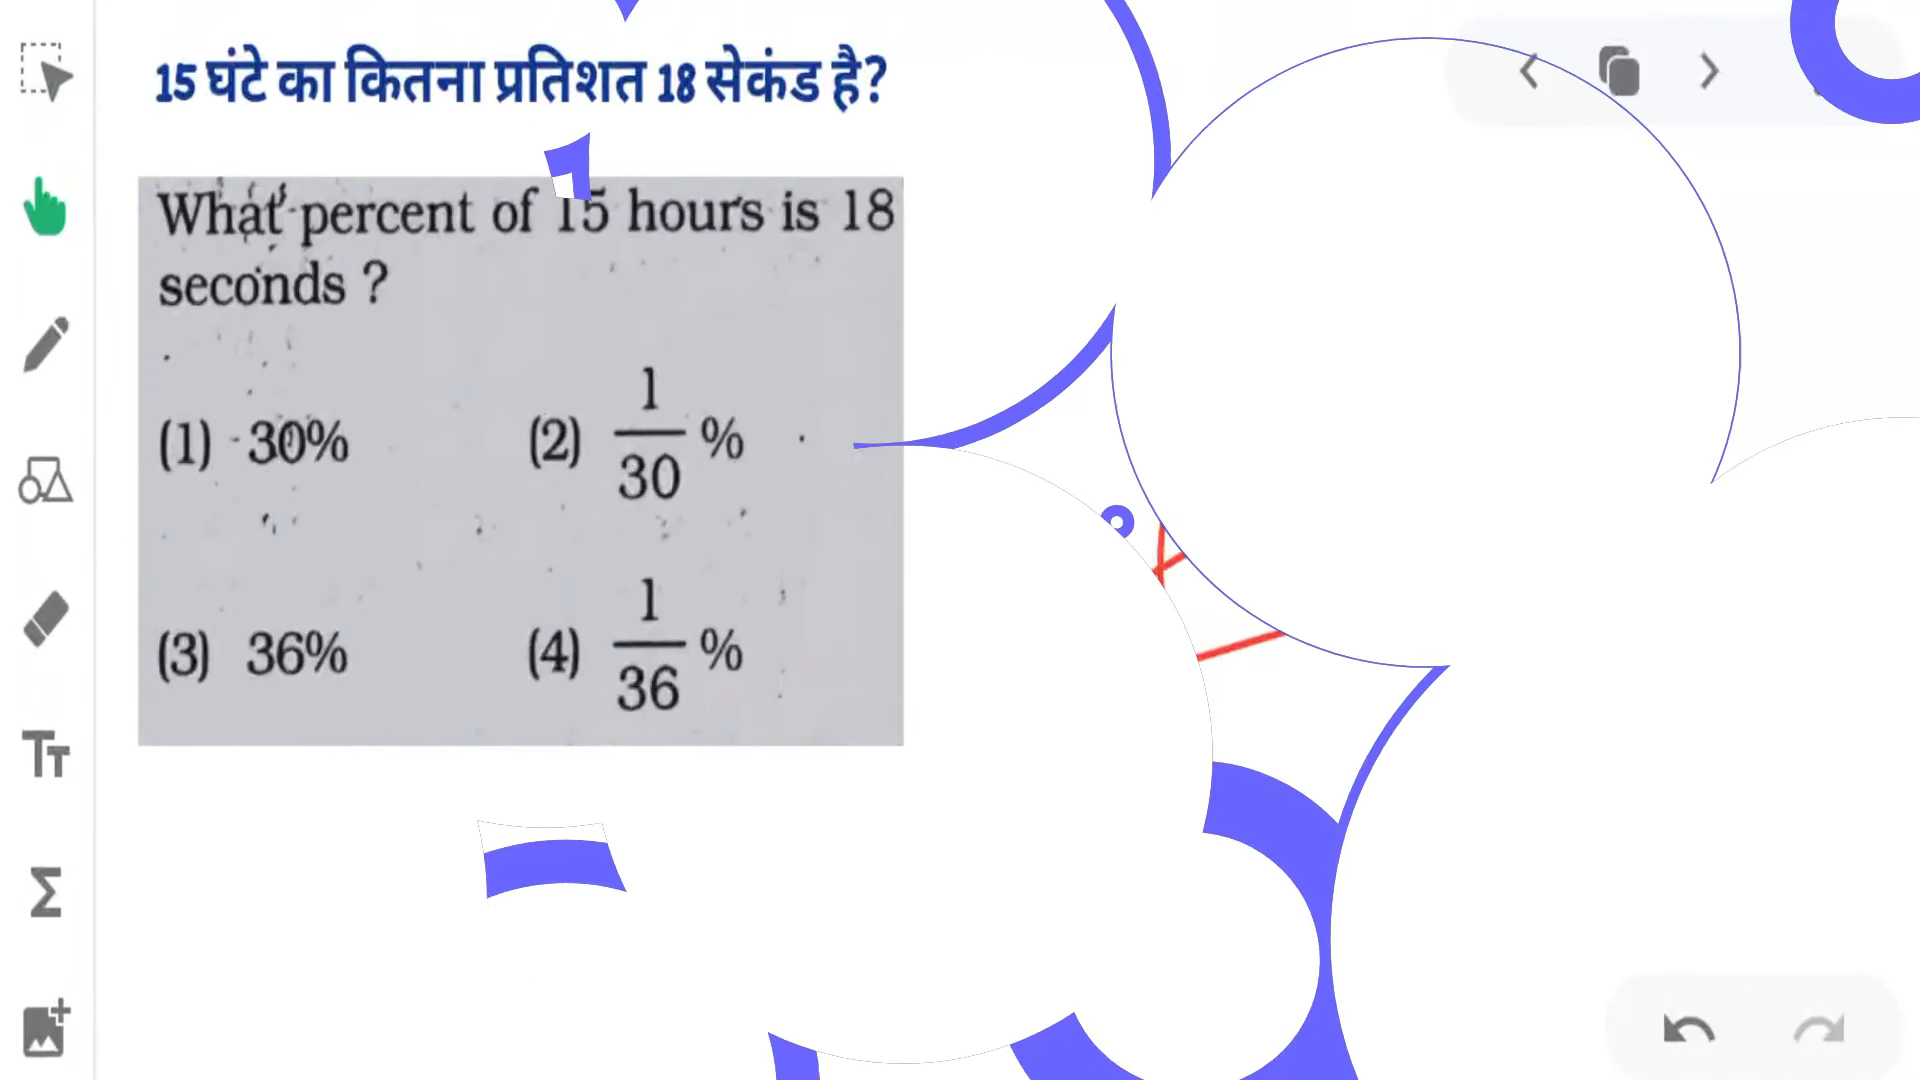 15 घंटे का कितना प्रतिशत 18 सेकंड है?
What percent of 15 hours is 18
seconds ?
(1) 30% (2) 1/30 %
(3) 36% (4) 1/36 %